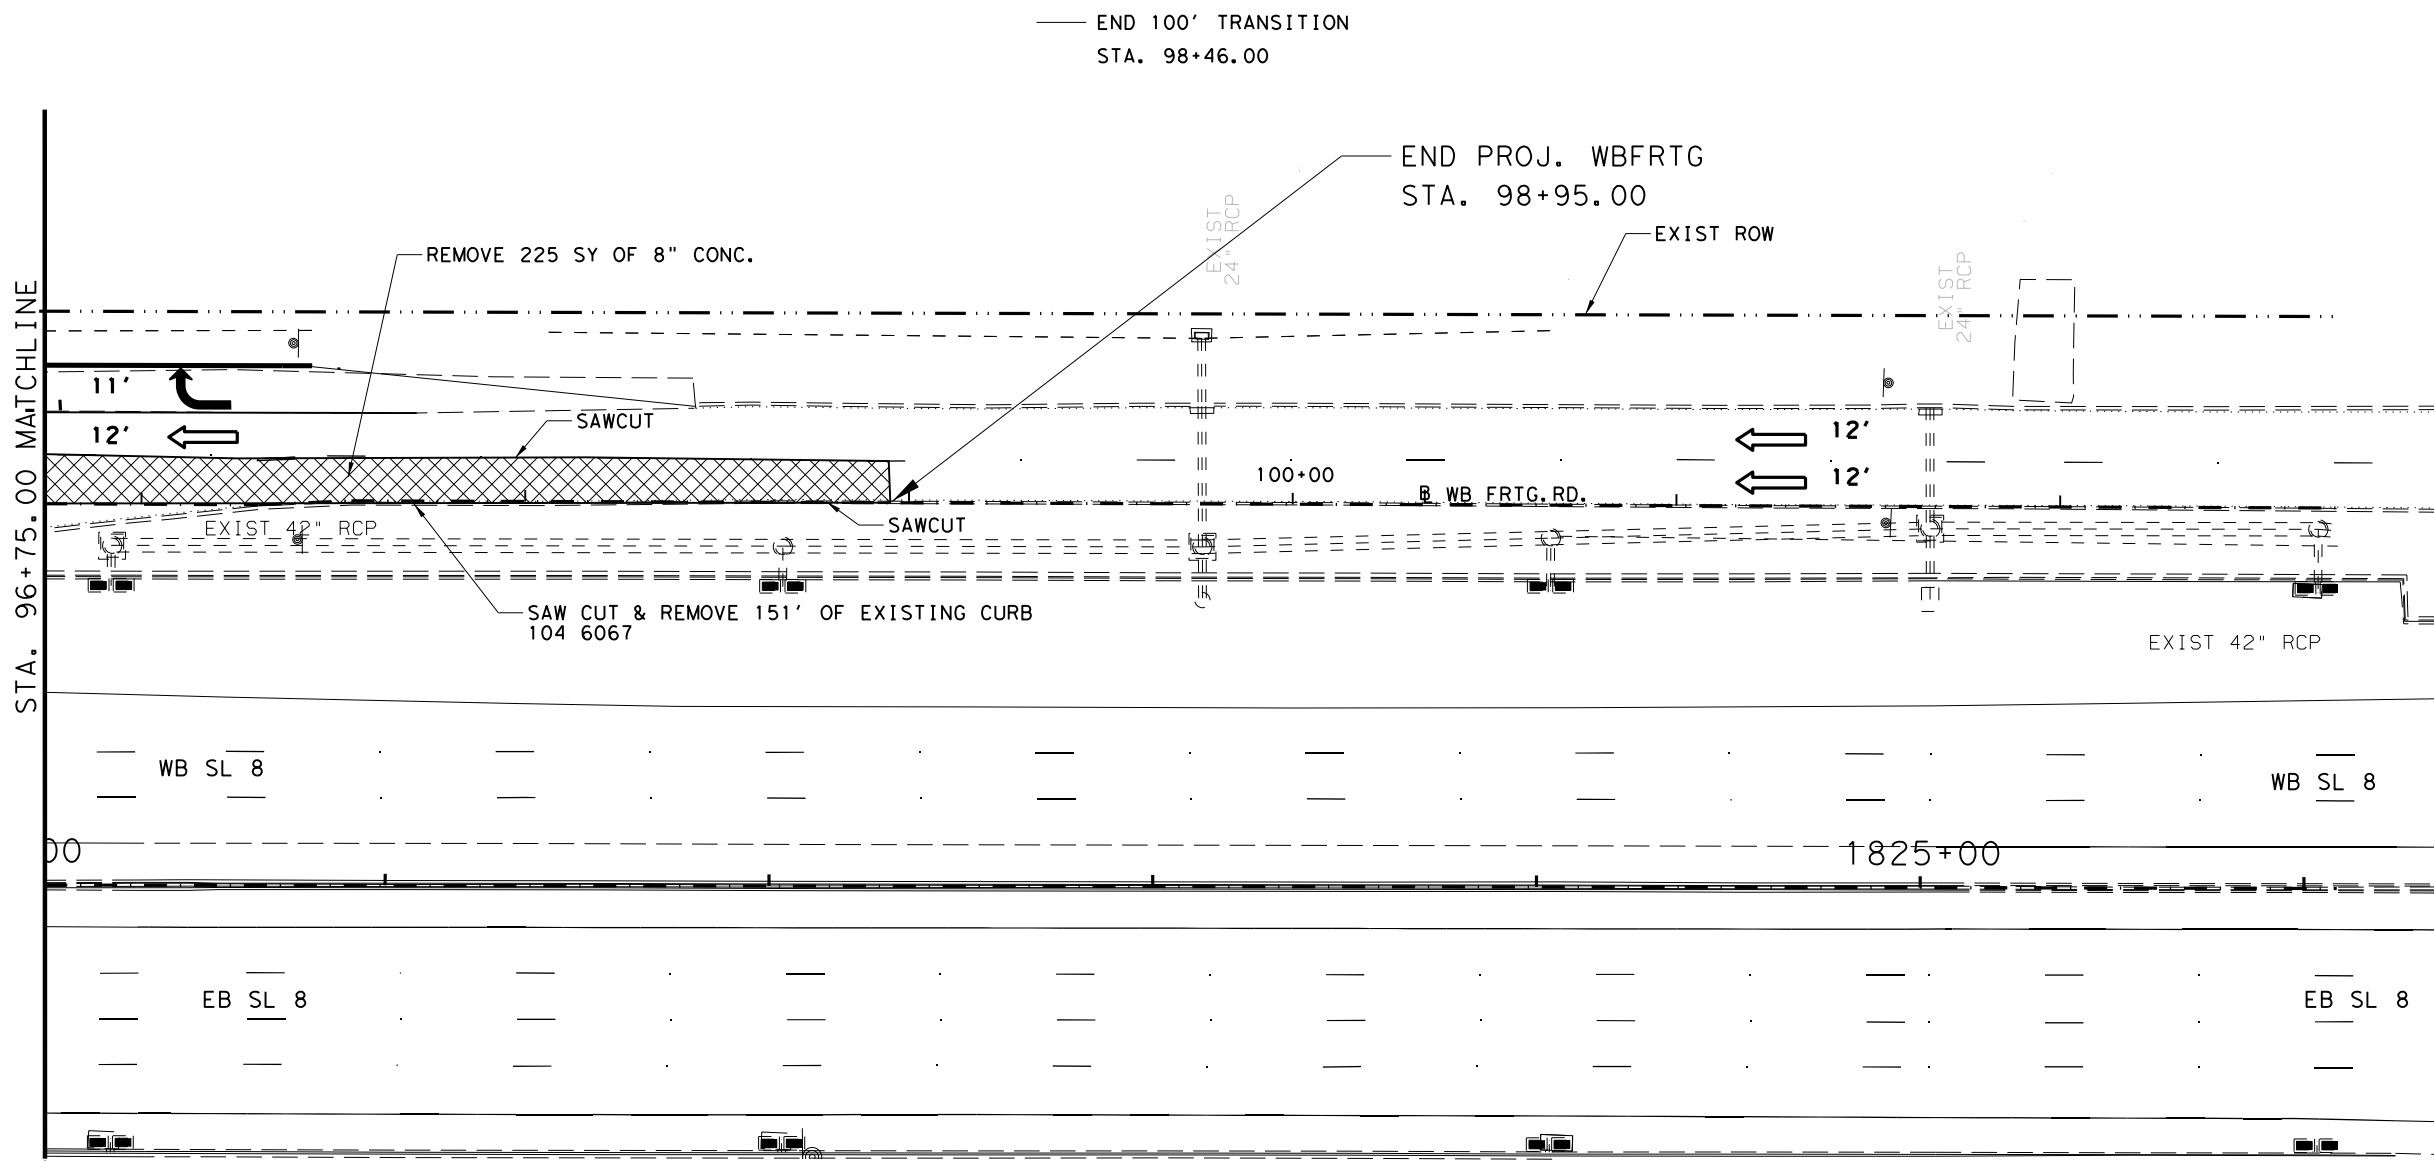 END 100' TRANSITION
STA. 98+46.00
END PROJ. WBFRTG
STA. 98+95.00
EXIST
24" RCP
EXIST ROW
REMOVE 225 SY OF 8" CONC.
EXIST
24" RCP
STA. 96+75.00 MATCHLINE
11'
12'
SAWCUT
12'
12'
100+00
WB FRTG.RD.
EXIST 42" RCP
SAWCUT
SAW CUT & REMOVE 151' OF EXISTING CURB
104 6067
EXIST 42" RCP
WB SL 8
WB SL 8
00
1825+00
EB SL 8
EB SL 8